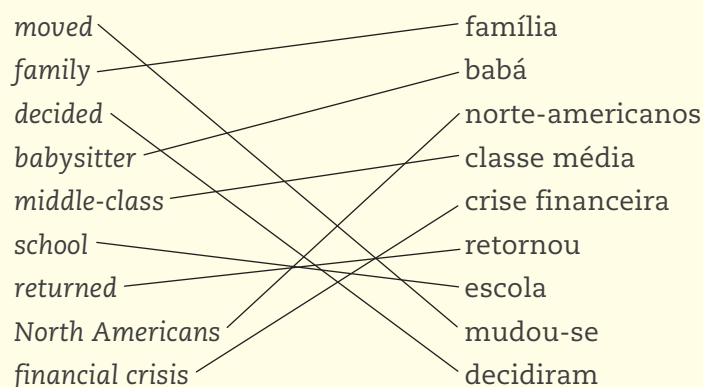 moved família
family babá
decided norte-americanos
babysitter classe média
middle-class crise financeira
school retornou
returned escola
North Americans mudou-se
financial crisis decidiram